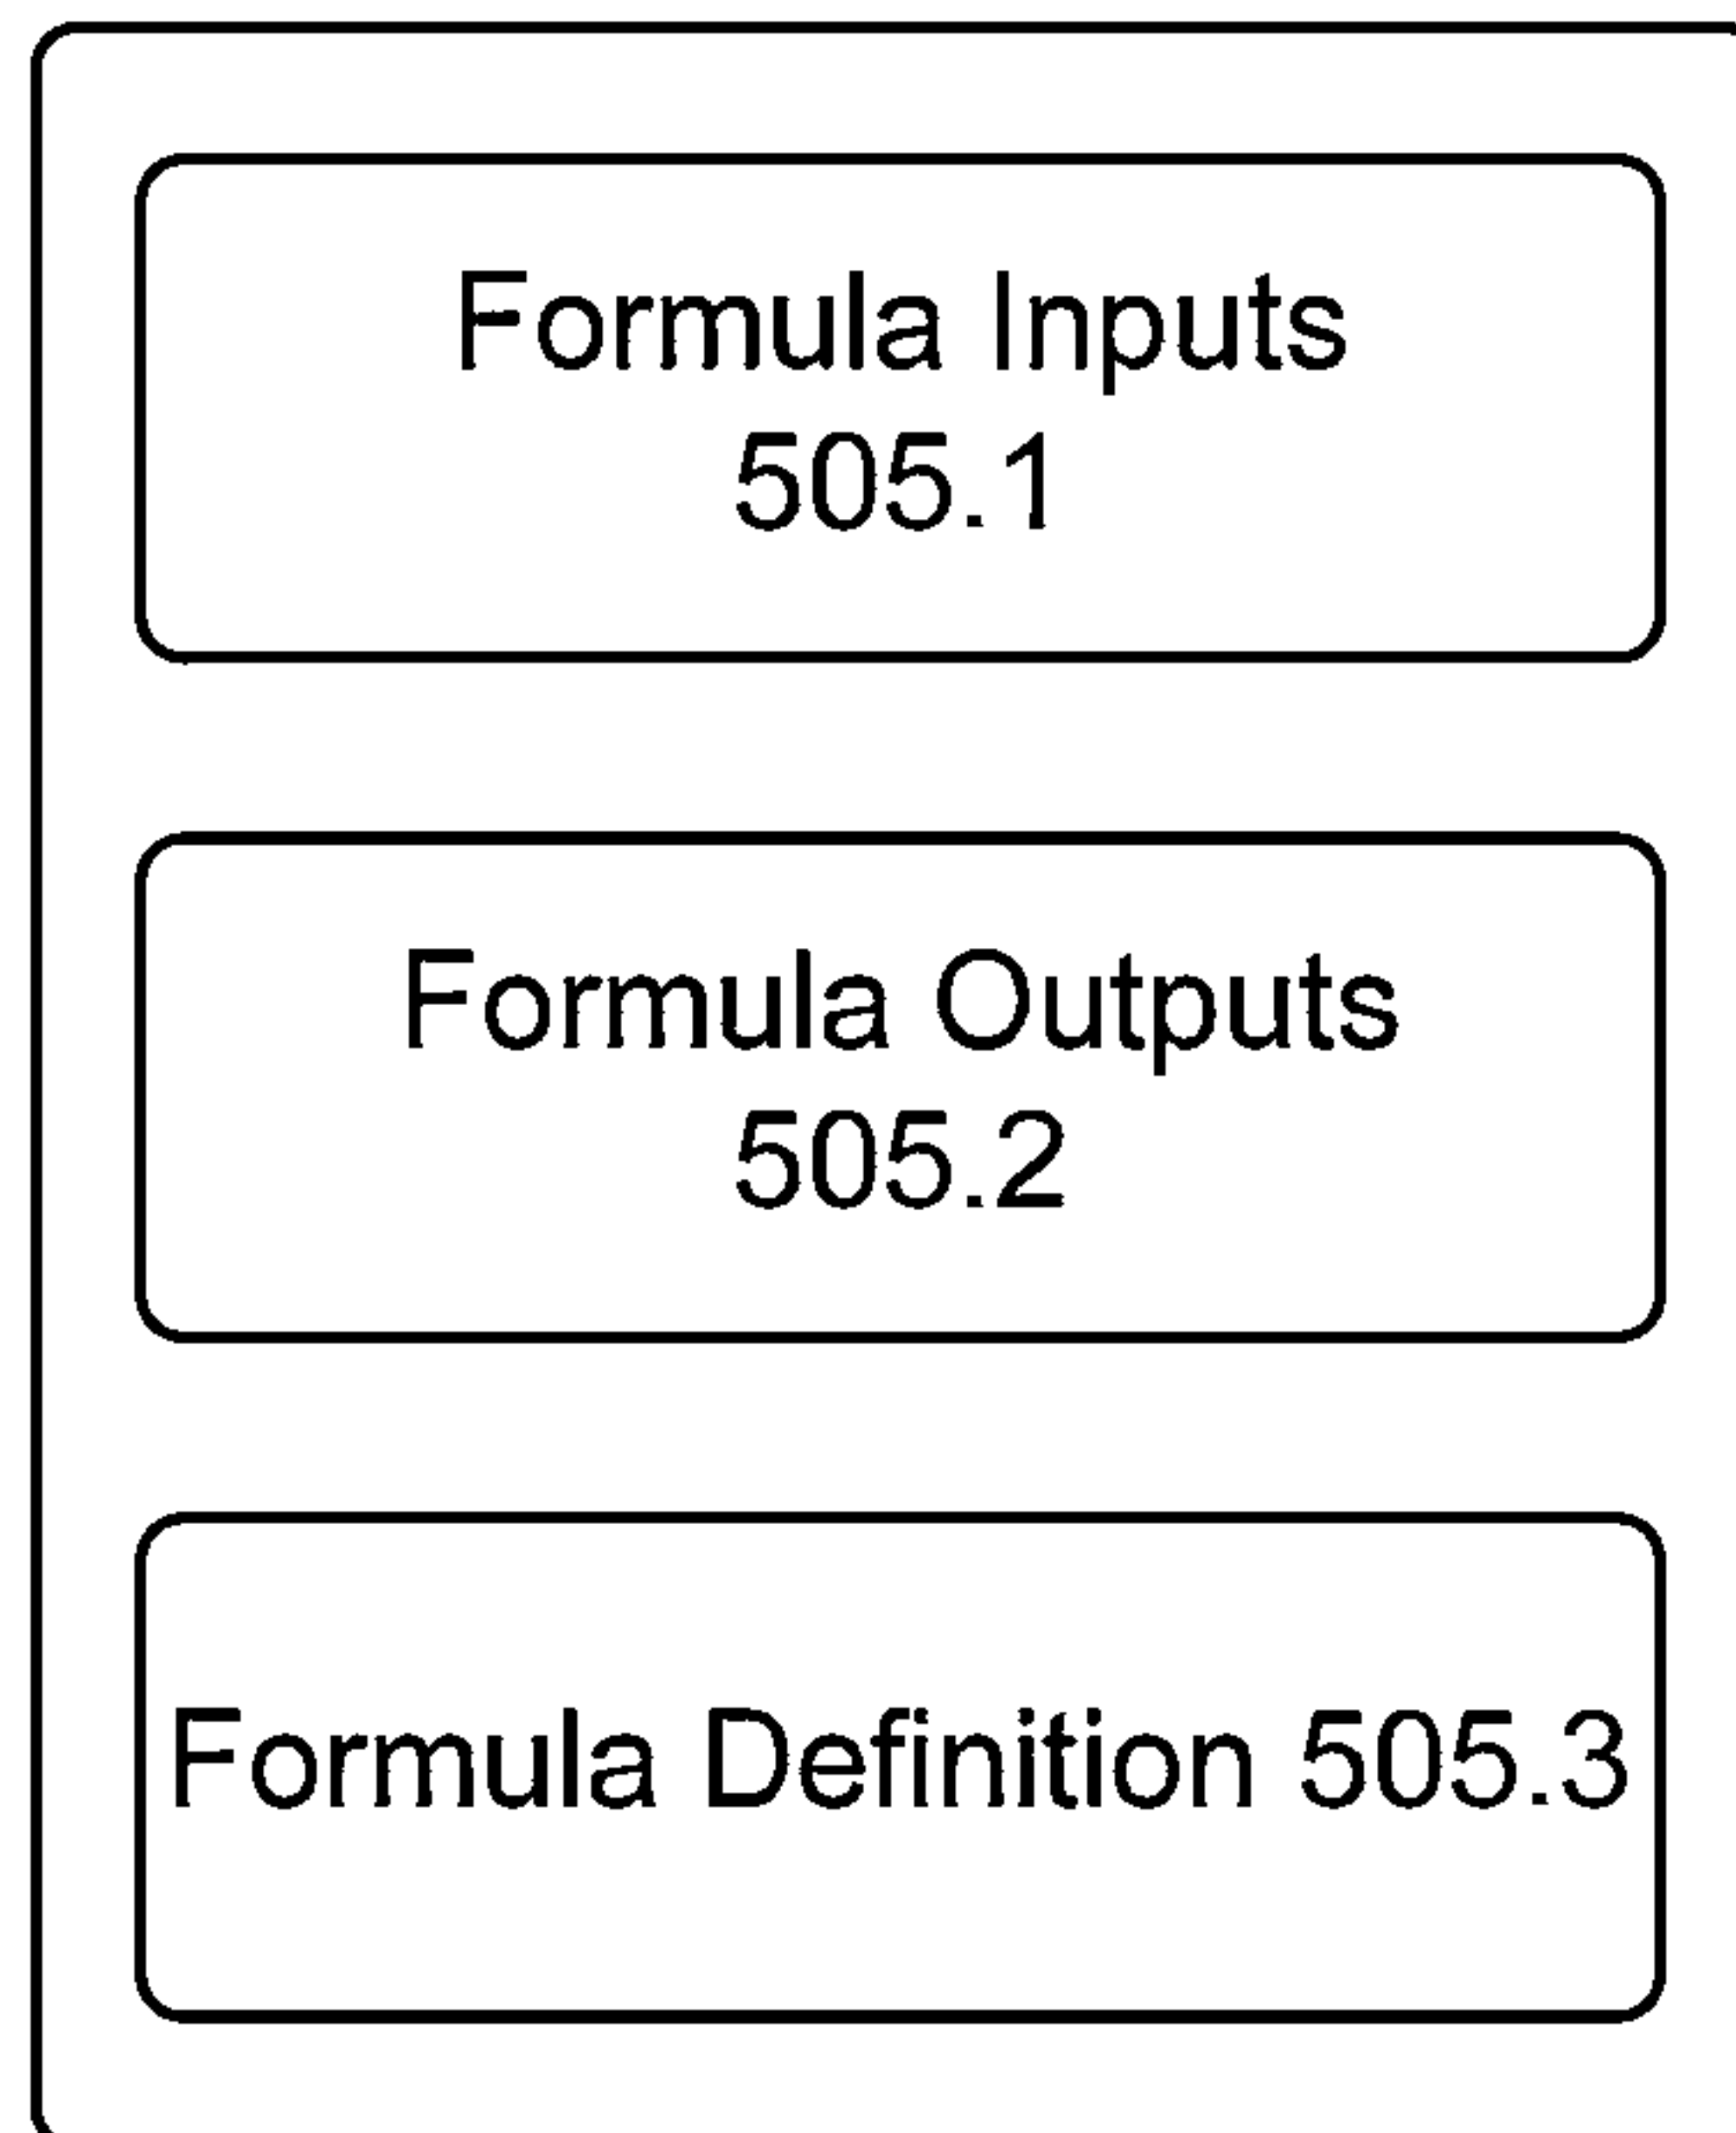 Formula Inputs
505.1
Formula Outputs
505.2
Formula Definition 505.3